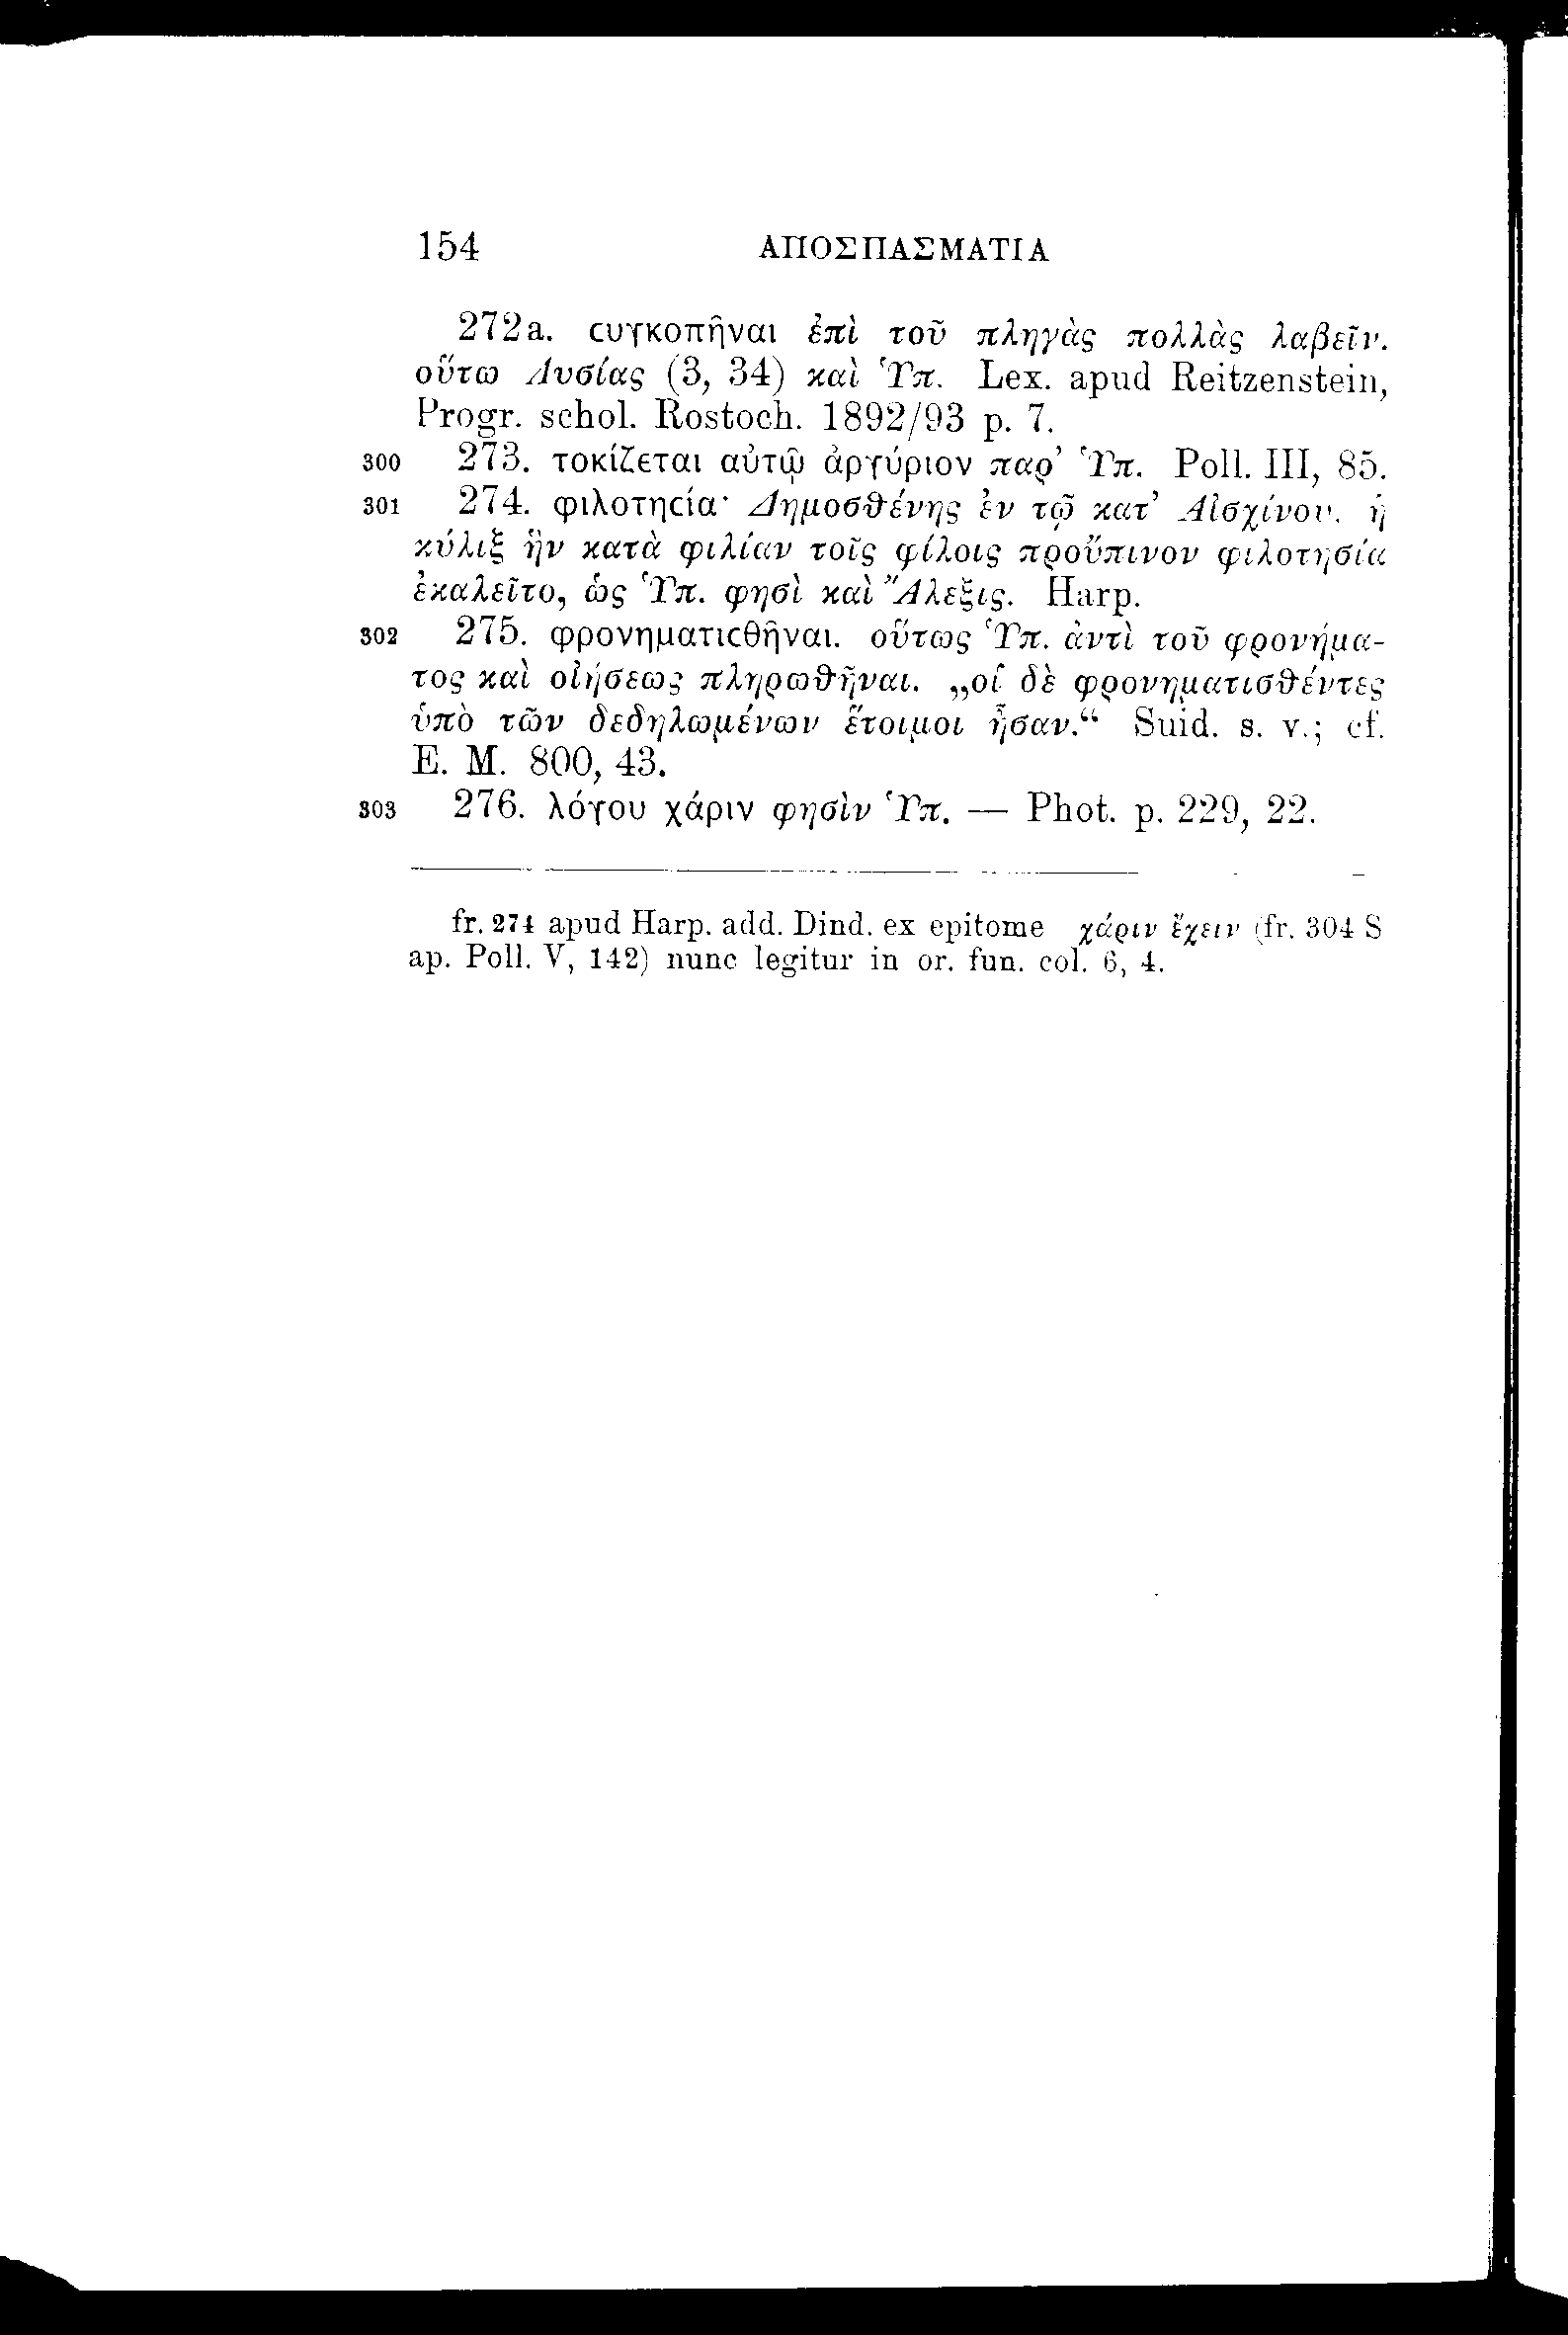 154 ΑΠΟΣΠΑΣΜΑΤΙΑ
272a. cυγκοπῆναι ἐπὶ τοῦ πληγὰς πολλὰς λαβεῖν.
οὕτω Λυσίας (3, 34) καὶ Ὑπ. Lex. apud Reitzenstein,
Progr. schol. Rostoch. 1892/93 p. 7.
300 273. τοκίζεται αὐτῷ ἀργύριον παρ’ Ὑπ. Poll. III, 85.
301 274. φιλοτηcία· Δημοσθένης ἐν τῷ κατ’ Αἰσχίνου. ἡ
κύλιξ ἣν κατὰ φιλίαν τοῖς φίλοις προὔπινον φιλοτησία
ἐκαλεῖτο, ὡς Ὑπ. φησὶ καὶ Ἄλεξις. Harp.
302 275. φρονηματιcθῆναι. οὕτως Ὑπ. ἀντὶ τοῦ φρονήμα-
τος καὶ οἰήσεως πληρωθῆναι. „οἱ δὲ φρονηματισθέντες
ὑπὸ τῶν δεδηλωμένων ἕτοιμοι ἦσαν.“ Suid. s. v.; cf.
E. M. 800, 43.
303 276. λόγου χάριν φησὶν Ὑπ. — Phot. p. 229, 22.
fr. 274 apud Harp. add. Dind. ex epitome χάριν ἔχειν (fr. 304 S
ap. Poll. V, 142) nunc legitur in or. fun. col. 6, 4.